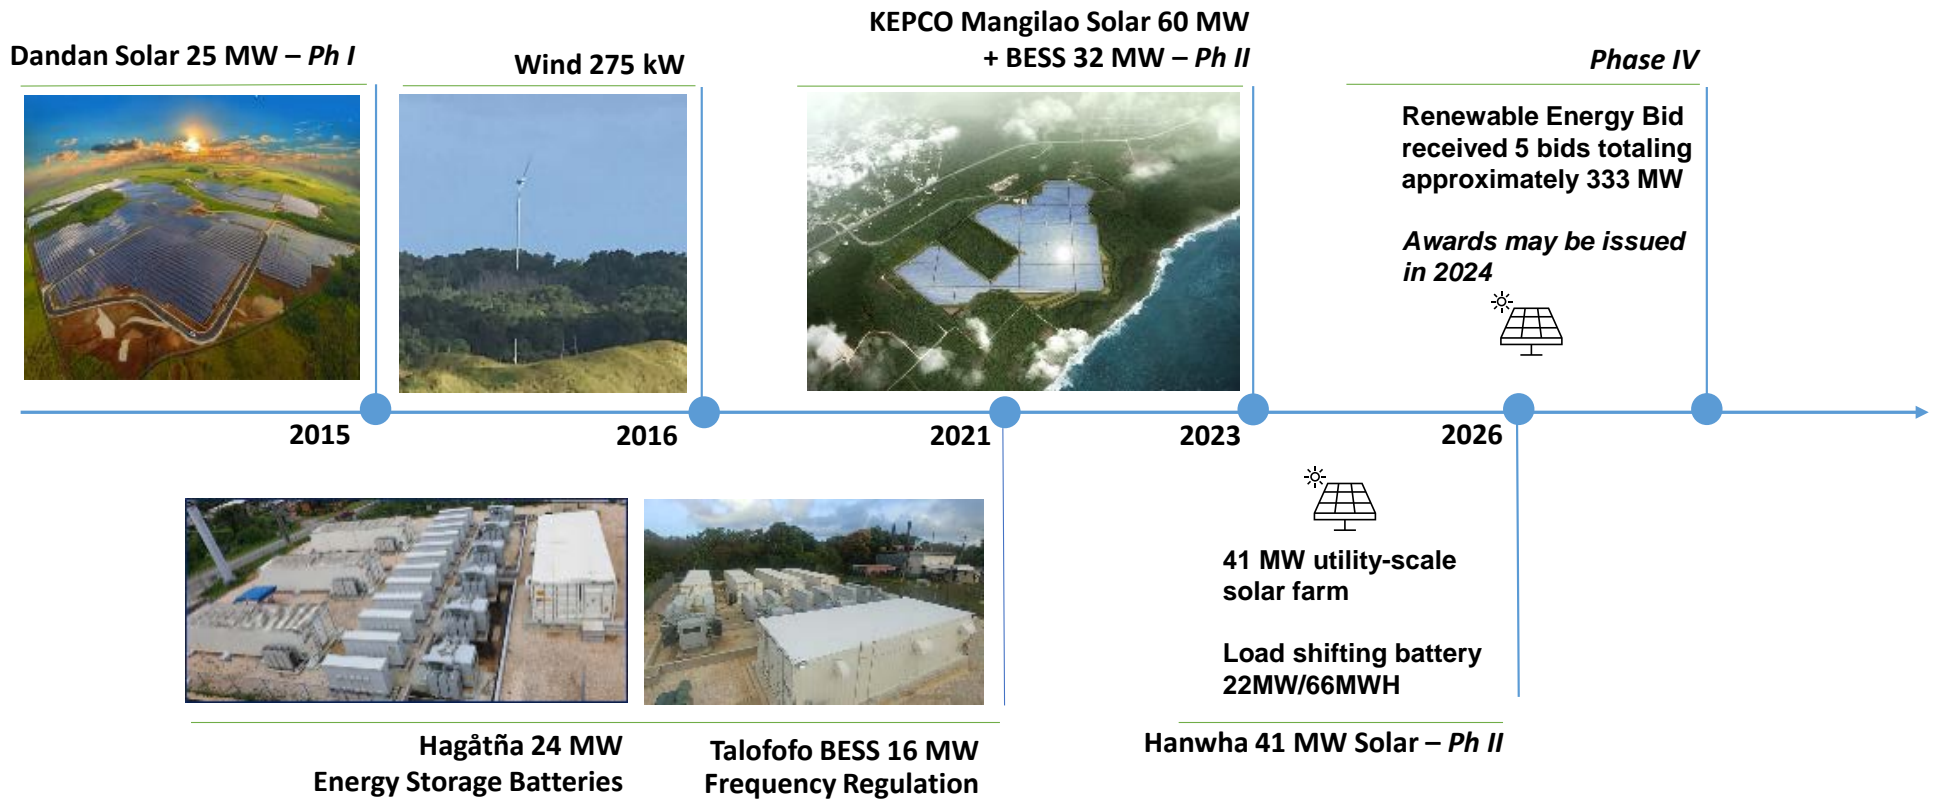 Dandan Solar 25 MW – Ph I
Wind 275 kW
KEPCO Mangilao Solar 60 MW
+ BESS 32 MW – Ph II
Phase IV
Renewable Energy Bid
received 5 bids totaling
approximately 333 MW
Awards may be issued
in 2024
2015
2016
2021
2023
2026
41 MW utility-scale
solar farm
Load shifting battery
22MW/66MWH
Hagåtña 24 MW
Energy Storage Batteries
Talofofo BESS 16 MW
Frequency Regulation
Hanwha 41 MW Solar – Ph II